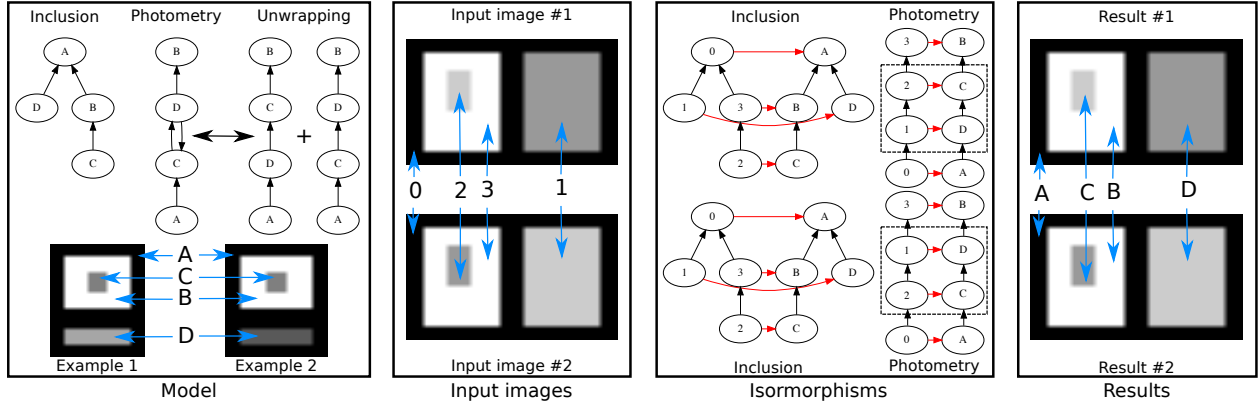 Inclusion Photometry Unwrapping
A B B B
D B D C D
+
C C D C
A A A
A
C
B
D
Example 1 Example 2
Model
Input image #1
0 2 3 1
Input image #2
Input images
Photometry
0 A 3 B
2 C
1 3 B D 1 D
2 C 0 A
0 A 3 B
1 D
1 3 B D 2 C
2 C 0 A
Inclusion Photometry
Isormorphisms
Result #1
A C B D
Result #2
Results
Inclusion